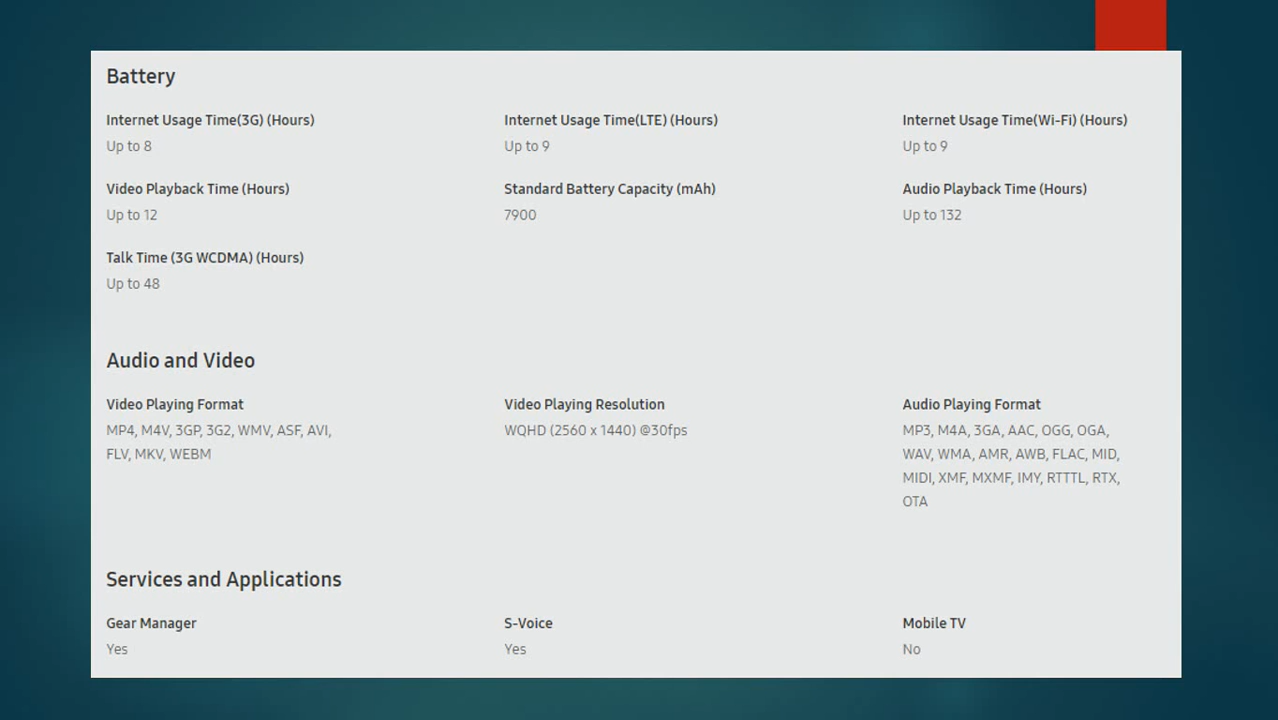 Battery
Internet Usage Time(3G) (Hours)
Up to 8
Internet Usage Time(LTE) (Hours)
Up to 9
Internet Usage Time(Wi-Fi) (Hours)
Up to 9
Video Playback Time (Hours)
Up to 12
Standard Battery Capacity (mAh)
7900
Audio Playback Time (Hours)
Up to 132
Talk Time (3G WCDMA) (Hours)
Up to 48
Audio and Video
Video Playing Format
MP4, M4V, 3GP, 3G2, WMV, ASF, AVI,
FLV, MKV, WEBM
Video Playing Resolution
WQHD (2560 x 1440) @30fps
Audio Playing Format
MP3, M4A, 3GA, AAC, OGG, OGA,
WAV, WMA, AMR, AWB, FLAC, MID,
MIDI, XMF, MXMF, IMY, RTTTL, RTX,
OTA
Services and Applications
Gear Manager
Yes
S-Voice
Yes
Mobile TV
No